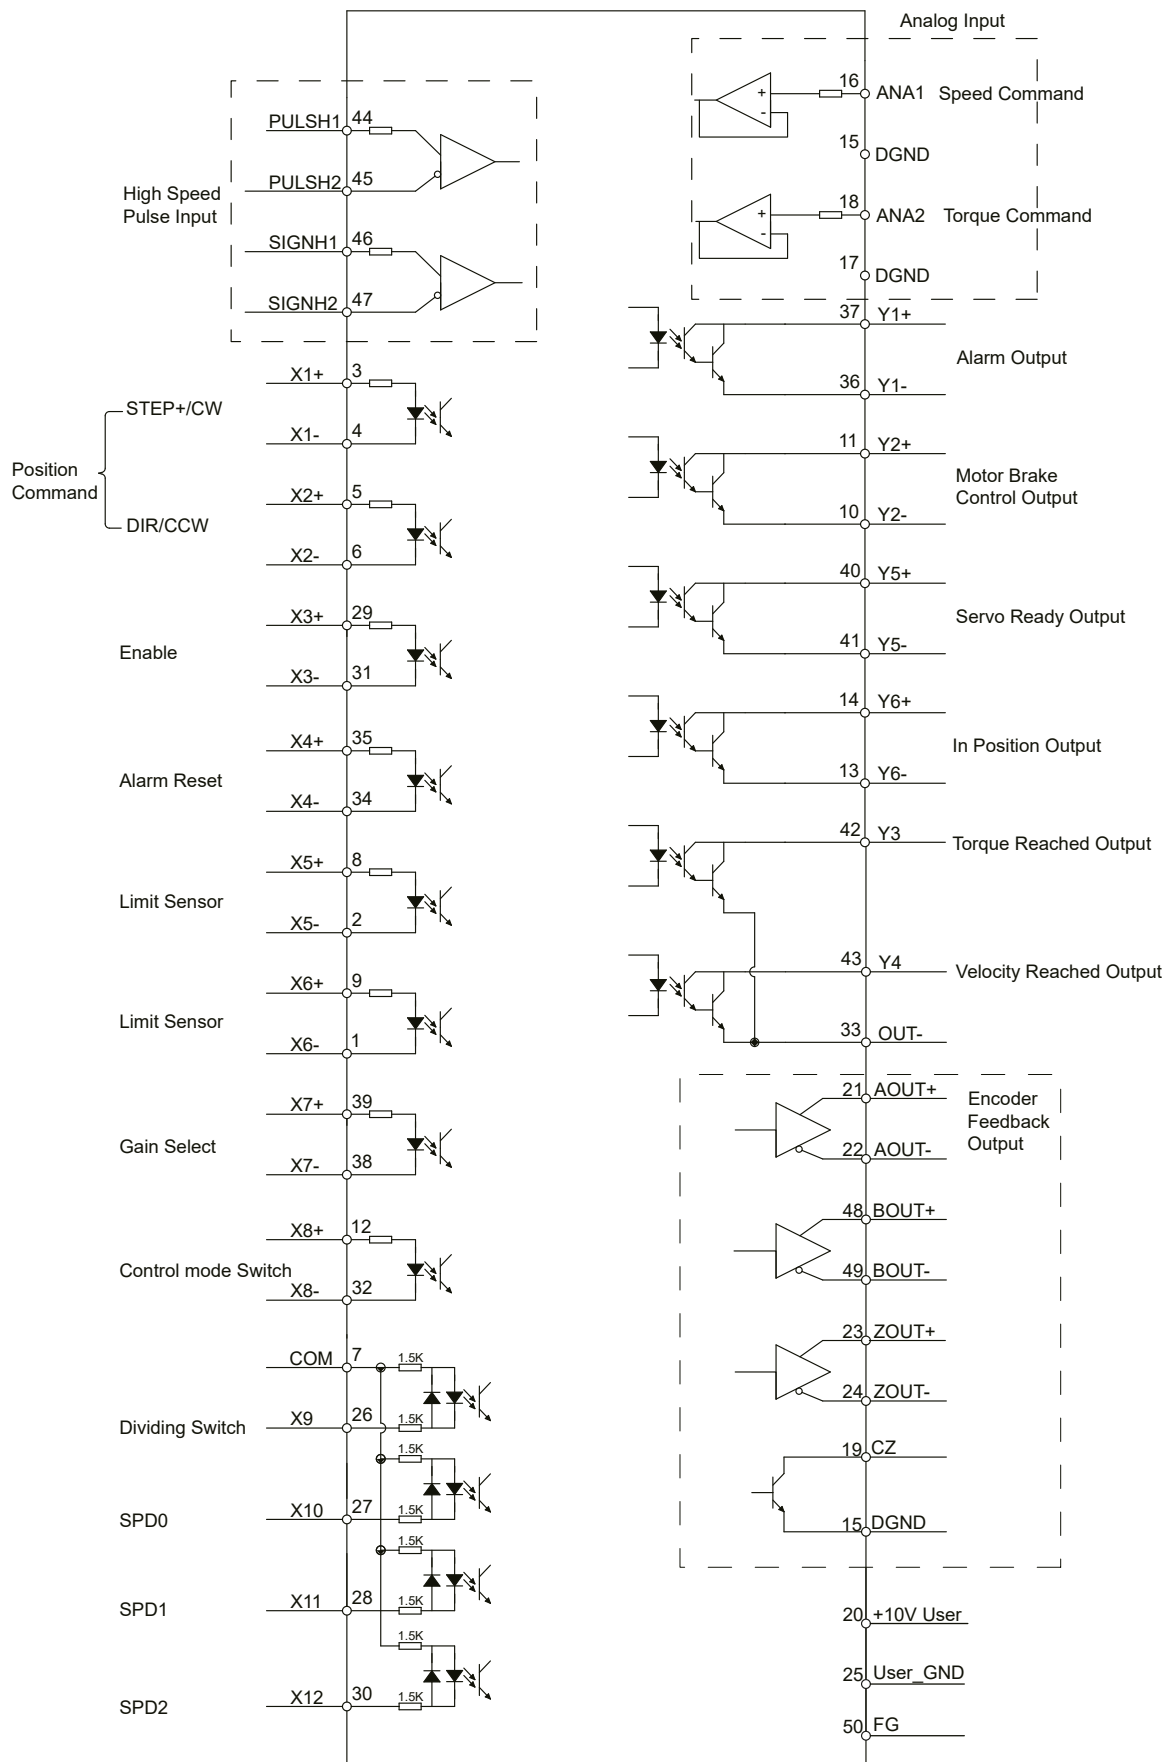 Analog Input
16 ANA1 Speed Command
+
-
15 DGND
18 ANA2 Torque Command
+
-
17 DGND
High Speed
Pulse Input
PULSH1 44
PULSH2 45
SIGNH1 46
SIGNH2 47
Position
Command
STEP+/CW
X1+ 3
X1- 4
DIR/CCW
X2+ 5
X2- 6
Enable
X3+ 29
X3- 31
Alarm Reset
X4+ 35
X4- 34
Limit Sensor
X5+ 8
X5- 2
Limit Sensor
X6+ 9
X6- 1
Gain Select
X7+ 39
X7- 38
Control mode Switch
X8+ 12
X8- 32
COM 7 1.5K
Dividing Switch X9 26 1.5K
1.5K
SPD0 X10 27 1.5K
1.5K
SPD1 X11 28 1.5K
1.5K
SPD2 X12 30 1.5K
37 Y1+
Alarm Output
36 Y1-
11 Y2+
Motor Brake
Control Output
10 Y2-
40 Y5+
Servo Ready Output
41 Y5-
14 Y6+
In Position Output
13 Y6-
42 Y3 Torque Reached Output
43 Y4 Velocity Reached Output
33 OUT-
Encoder
Feedback
Output
21 AOUT+
22 AOUT-
48 BOUT+
49 BOUT-
23 ZOUT+
24 ZOUT-
19 CZ
15 DGND
20 +10V User
25 User_GND
50 FG